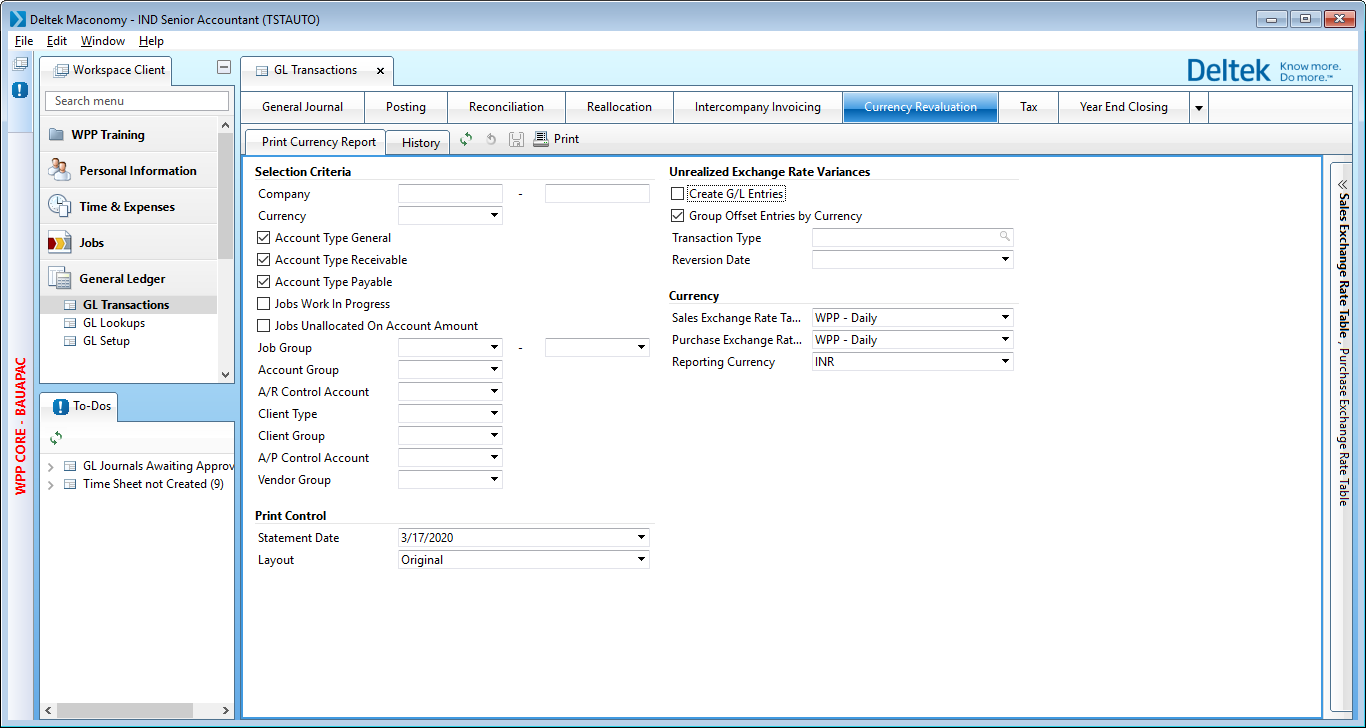 Deltek Maconomy - IND Senior Accountant (TSTAUTO)
File Edit Window Help
Workspace Client
Search menu
WPP Training
Personal Information
Time & Expenses
Jobs
General Ledger
GL Transactions
GL Lookups
GL Setup
WPP CORE - BAUAPAC
To-Dos
GL Journals Awaiting Approv
Time Sheet not Created (9)
GL Transactions
Deltek Know more.
Do more.™
General Journal Posting Reconciliation Reallocation Intercompany Invoicing Currency Revaluation Tax Year End Closing
Print Currency Report History Print
Selection Criteria
Company -
Currency
Account Type General
Account Type Receivable
Account Type Payable
Jobs Work In Progress
Jobs Unallocated On Account Amount
Job Group -
Account Group
A/R Control Account
Client Type
Client Group
A/P Control Account
Vendor Group
Print Control
Statement Date 3/17/2020
Layout Original
Unrealized Exchange Rate Variances
Create G/L Entries
Group Offset Entries by Currency
Transaction Type
Reversion Date
Currency
Sales Exchange Rate Ta... WPP - Daily
Purchase Exchange Rat... WPP - Daily
Reporting Currency INR
Sales Exchange Rate Table , Purchase Exchange Rate Table